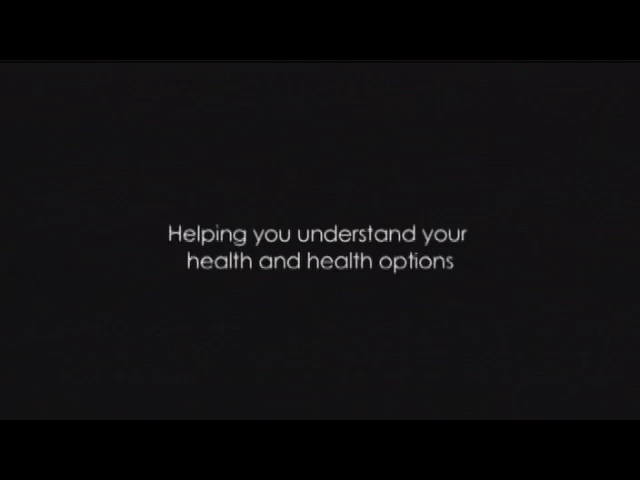 Helping you understand your
health and health options